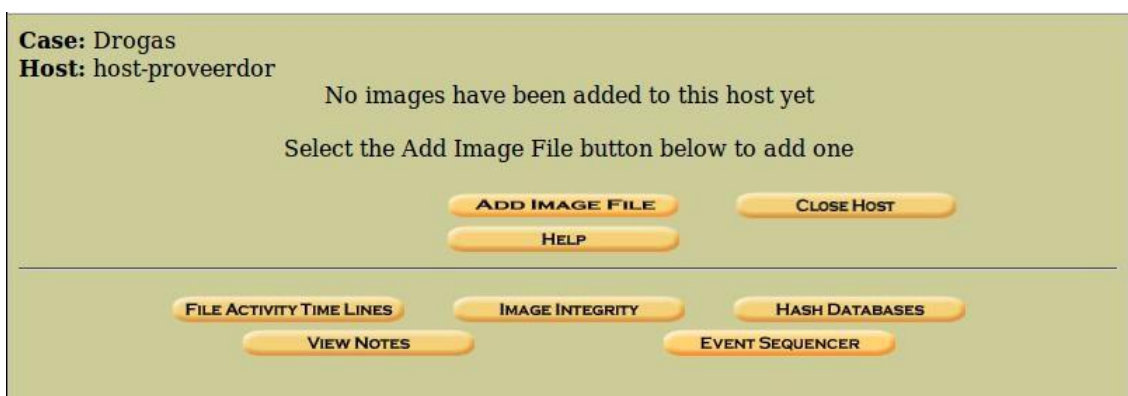 Case: Drogas
Host: host-proveerdor
No images have been added to this host yet
Select the Add Image File button below to add one
ADD IMAGE FILE
CLOSE HOST
HELP
FILE ACTIVITY TIME LINES
IMAGE INTEGRITY
HASH DATABASES
VIEW NOTES
EVENT SEQUENCER